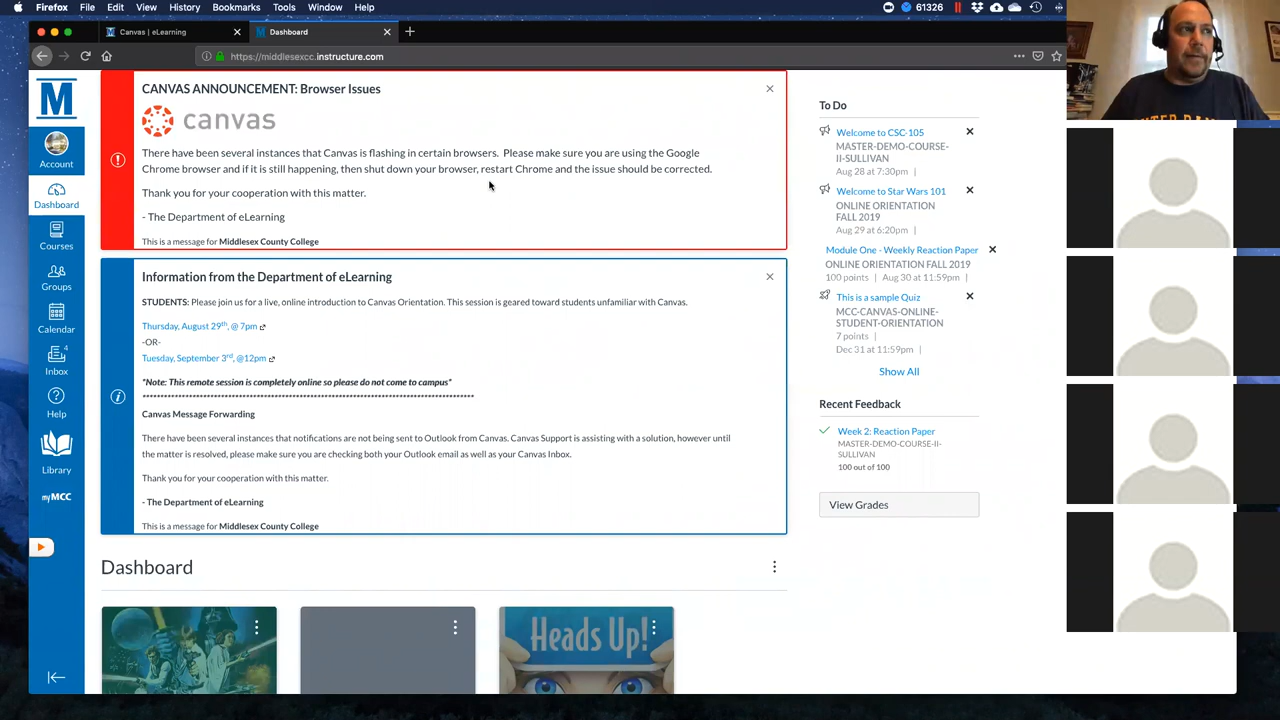 Firefox File Edit View History Bookmarks Tools Window Help 61326
Canvas | eLearning
Dashboard
https://middlesexcc.instructure.com
M
Account
Dashboard
Courses
Groups
Calendar
4
Inbox
Help
Library
myMCC
CANVAS ANNOUNCEMENT: Browser Issues
canvas
There have been several instances that Canvas is flashing in certain browsers. Please make sure you are using the Google
Chrome browser and if it is still happening, then shut down your browser, restart Chrome and the issue should be corrected.
Thank you for your cooperation with this matter.
- The Department of eLearning
This is a message for Middlesex County College
Information from the Department of eLearning
STUDENTS: Please join us for a live, online introduction to Canvas Orientation. This session is geared toward students unfamiliar with Canvas.
Thursday, August 29th, @ 7pm
-OR-
Tuesday, September 3rd, @12pm
*Note: This remote session is completely online so please do not come to campus*
Canvas Message Forwarding
There have been several instances that notifications are not being sent to Outlook from Canvas. Canvas Support is assisting with a solution, however until
the matter is resolved, please make sure you are checking both your Outlook email as well as your Canvas Inbox.
Thank you for your cooperation with this matter.
- The Department of eLearning
This is a message for Middlesex County College
Dashboard
Heads Up!
To Do
Welcome to CSC-105
MASTER-DEMO-COURSE-
II-SULLIVAN
Aug 28 at 7:30pm |
Welcome to Star Wars 101
ONLINE ORIENTATION
FALL 2019
Aug 29 at 6:20pm |
Module One - Weekly Reaction Paper
ONLINE ORIENTATION FALL 2019
100 points | Aug 30 at 11:59pm |
This is a sample Quiz
MCC-CANVAS-ONLINE-
STUDENT-ORIENTATION
7 points |
Dec 31 at 11:59pm |
Show All
Recent Feedback
Week 2: Reaction Paper
MASTER-DEMO-COURSE-II-
SULLIVAN
100 out of 100
View Grades